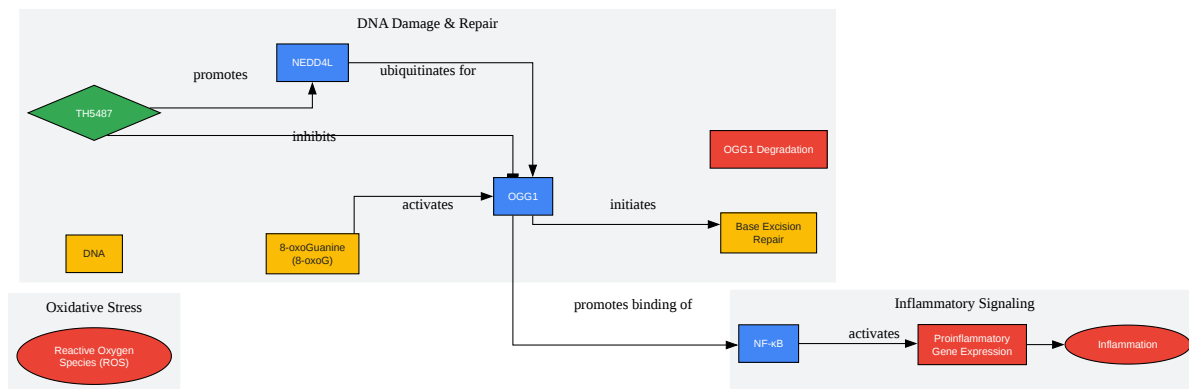 DNA Damage & Repair
NEDD4L
promotes
ubiquitinates for
TH5487
inhibits
OGG1 Degradation
OGG1
activates
initiates
Base Excision
Repair
DNA
8-oxoGuanine
(8-oxoG)
Oxidative Stress
Reactive Oxygen
Species (ROS)
promotes binding of
Inflammatory Signaling
NF-κB
activates
Proinflammatory
Gene Expression
Inflammation